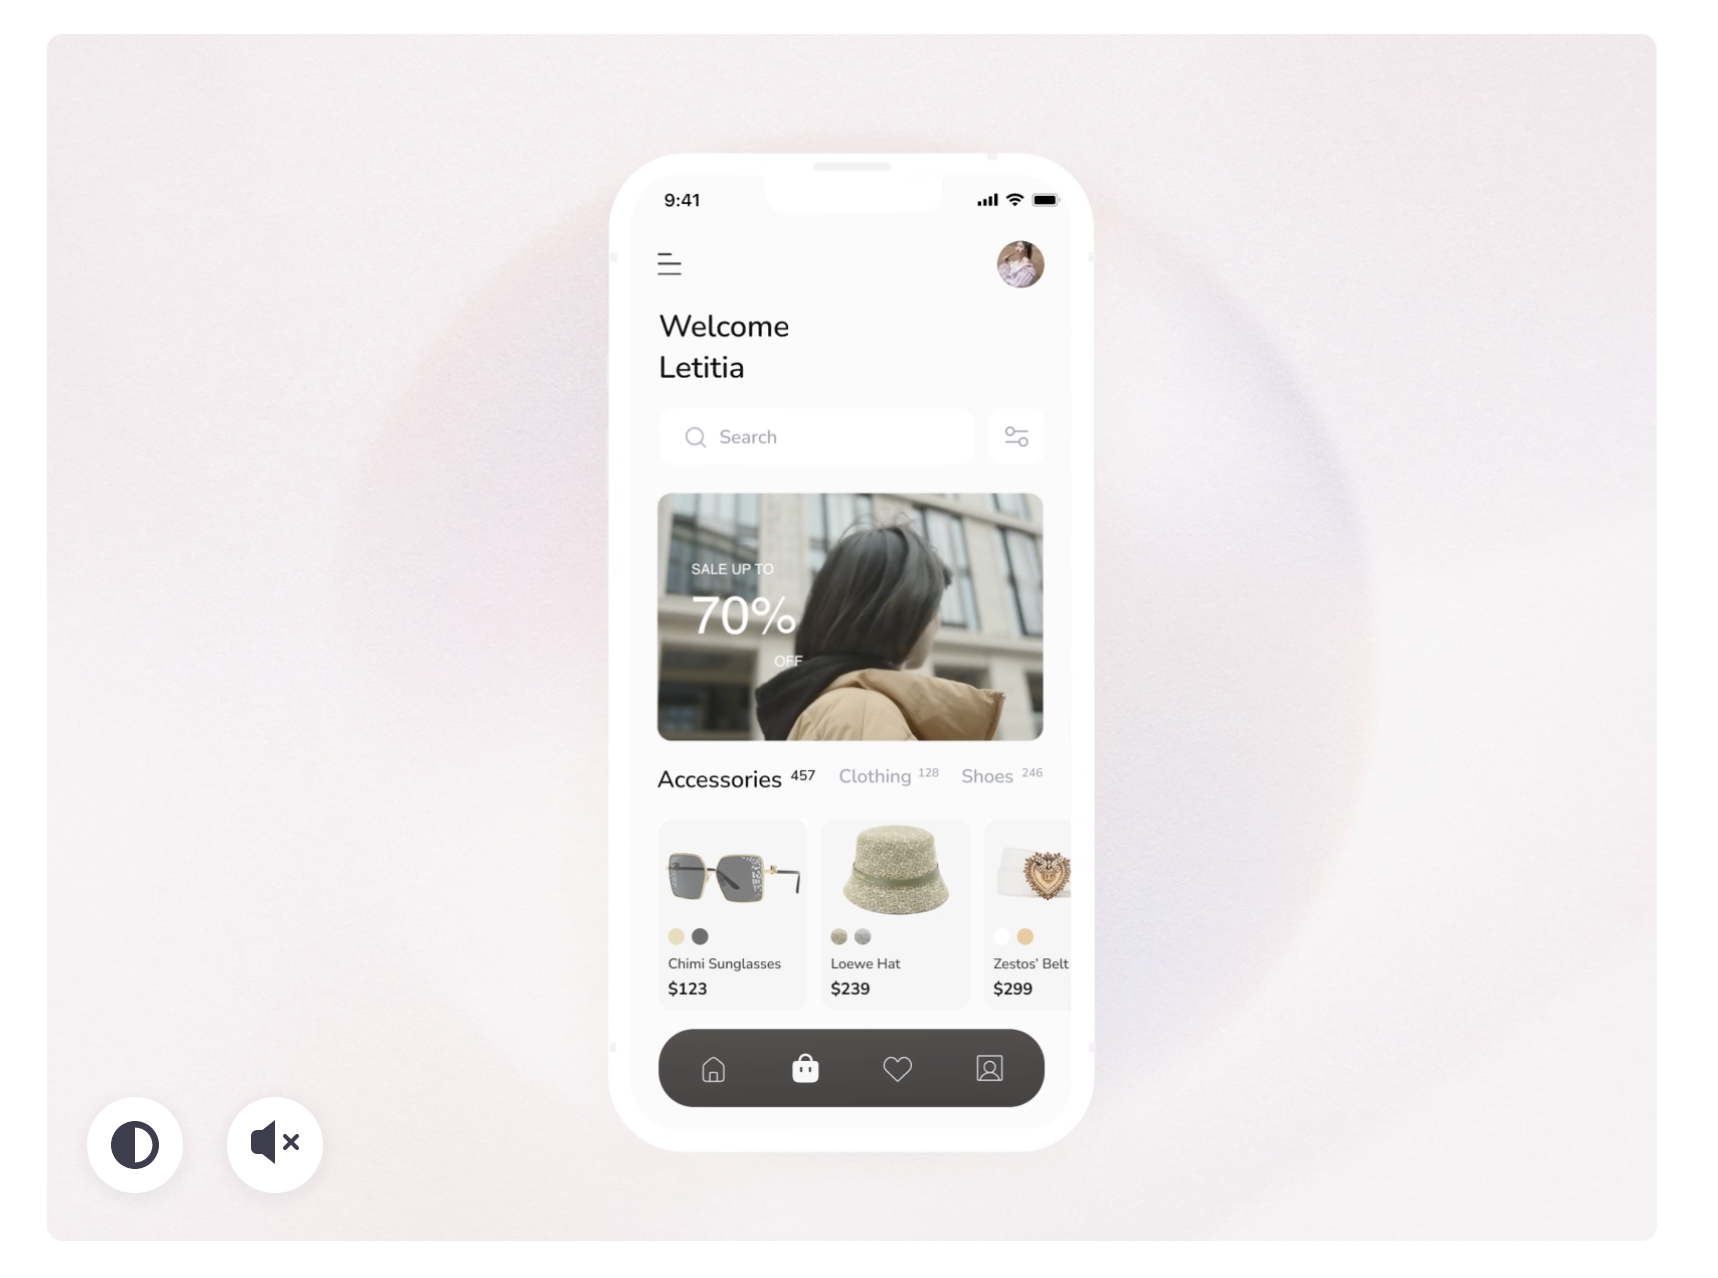 9:41
Welcome
Letitia
Search
SALE UP TO
70%
OFF
Accessories 457 Clothing 128 Shoes 246
Chimi Sunglasses
$123
Loewe Hat
$239
Zestos' Belt
$299